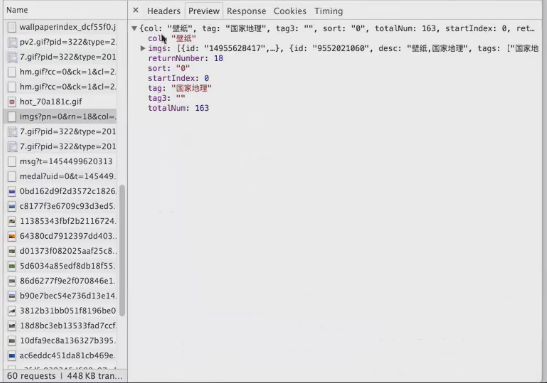 Name
wallpaperindex_dcf55f0.j
pv2.gif?pid=322&type=2.
7.gif?pid=322&type=201
hm.gif?cc=0&ck=1&cl=2.
hm.gif?cc=0&ck=1&cl=2.
hot_70a181c.gif
imgs?pn=0&rn=18&col=.
7.gif?pid=322&type=201
7.gif?pid=322&type=201
msg?t=1454499620313
medal?uid=0&t=145449.
0bd162d9f2d3572c1826.
c8177f3e6709c93d3ed5.
11385343fbf2b2116724.
64380cd7912397dd403..
d01373f082025aaf25c8..
5d6034a85edf8db18f55.
86d6277f9e2f070846e1.
b90e7bec54e736d13e14.
3812b31bb051f8196be0
18d8bc3eb13533fad7ccf
10dfa9ec8a136327b395.
ac6eddc451da81cb469e.
60 requests | 448 KB tran...
× Headers Preview Response Cookies Timing
▼{col: "壁纸", tag: "国家地理", tag3: "", sort: "0", totalNum: 163, startIndex: 0, ret…
col: "壁纸"
▶ imgs: [{id: "14955628417",…}, {id: "9552021060", desc: "壁纸,国家地理", tags: ["国家地
returnNumber: 18
sort: "0"
startIndex: 0
tag: "国家地理"
tag3: ""
totalNum: 163